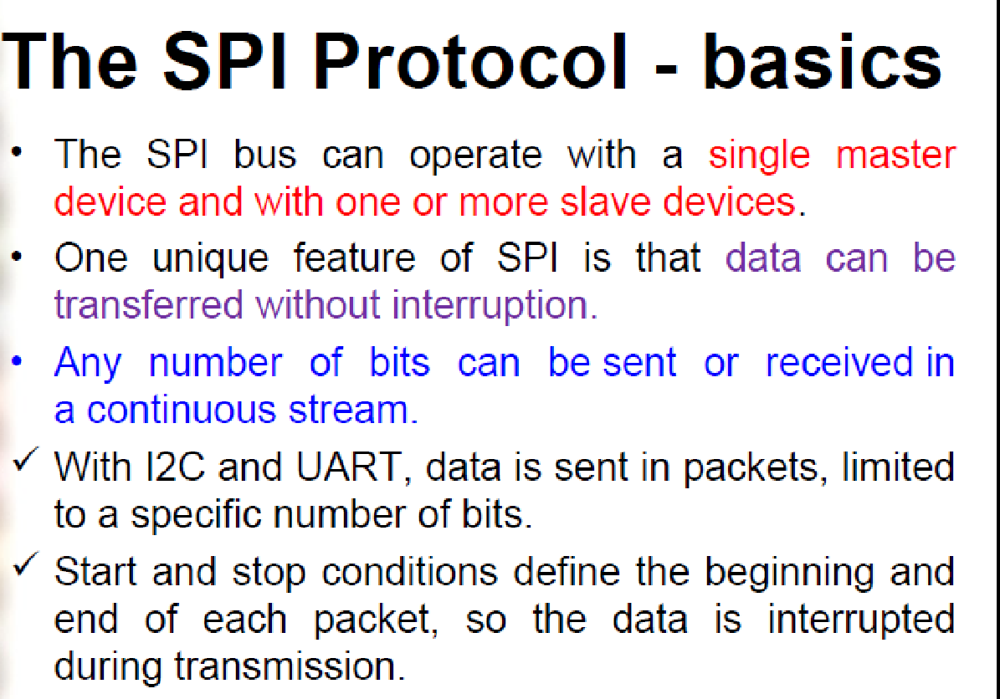 The SPI Protocol - basics
• The SPI bus can operate with a single master
device and with one or more slave devices.
• One unique feature of SPI is that data can be
transferred without interruption.
• Any number of bits can be sent or received in
a continuous stream.
✓ With I2C and UART, data is sent in packets, limited
to a specific number of bits.
✓ Start and stop conditions define the beginning and
end of each packet, so the data is interrupted
during transmission.